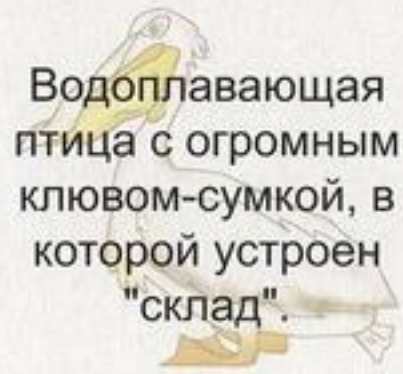 Водоплавающая
птица с огромным
клювом-сумкой, в
которой устроен
"склад".